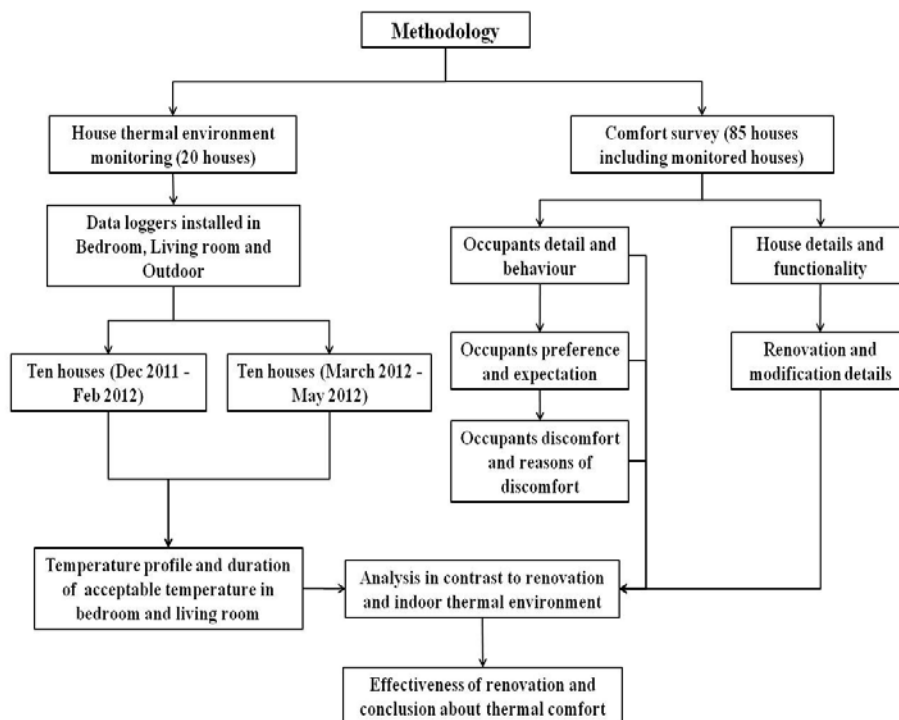 Methodology
House thermal environment
monitoring (20 houses)
Comfort survey (85 houses
including monitored houses)
Data loggers installed in
Bedroom, Living room and
Outdoor
Occupants detail and
behaviour
House details and
functionality
Ten houses (Dec 2011 -
Feb 2012)
Ten houses (March 2012 -
May 2012)
Occupants preference
and expectation
Renovation and
modification details
Occupants discomfort
and reasons of
discomfort
Temperature profile and duration
of acceptable temperature in
bedroom and living room
Analysis in contrast to renovation
and indoor thermal environment
Effectiveness of renovation and
conclusion about thermal comfort